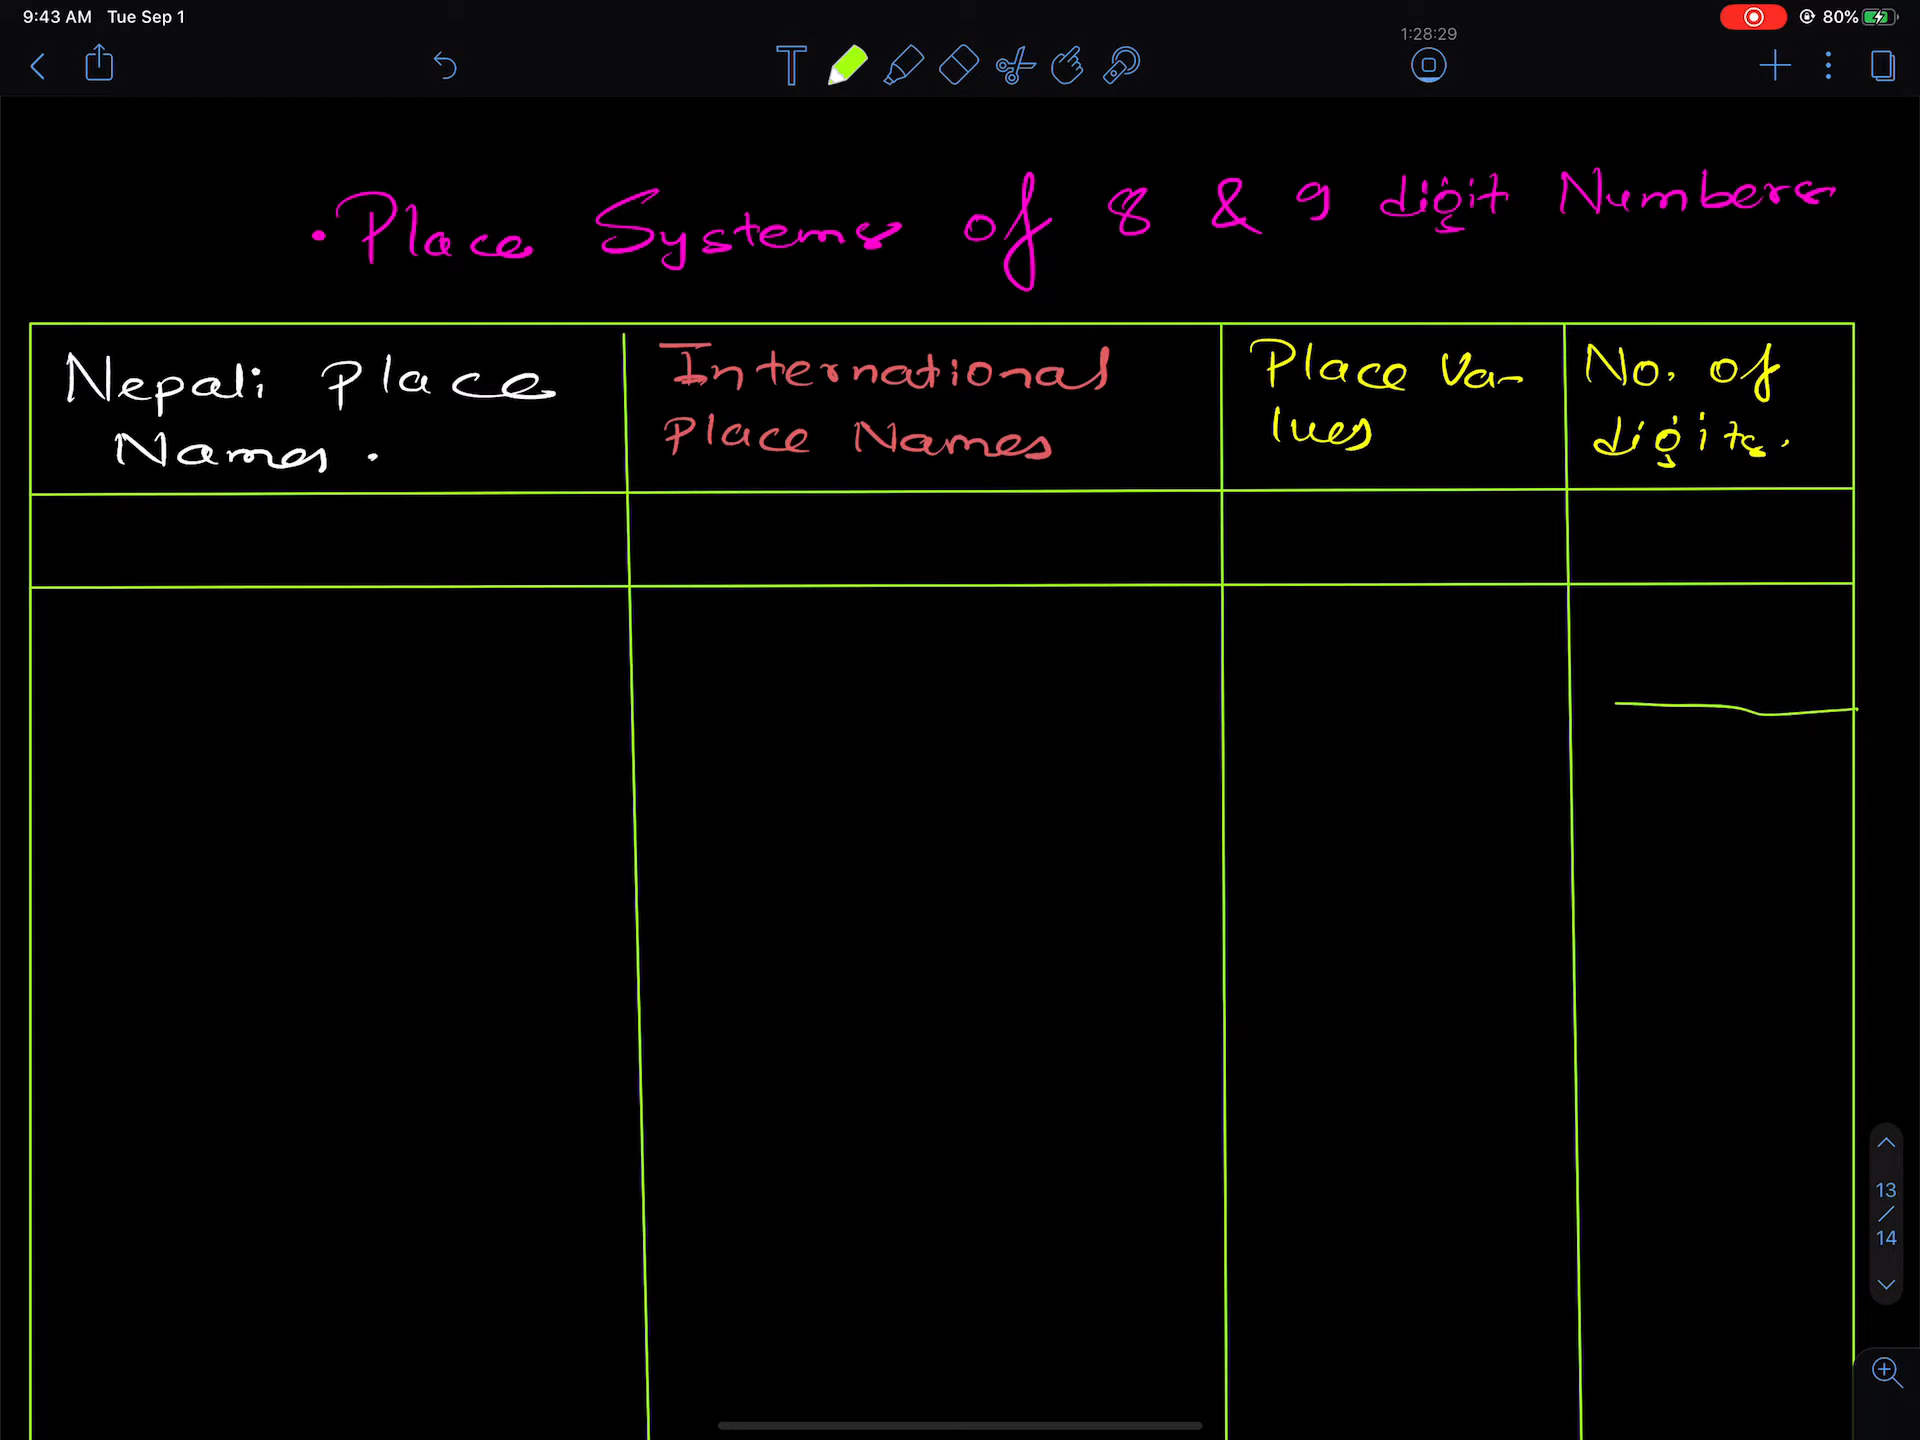 9:43 AM Tue Sep 1
80%
1:28:29
• Place Systems of 8 & 9 digit Numbers
Nepali Place
Names.
International
Place Names
Place Va-
lues
No. of
digits.
13
/
14